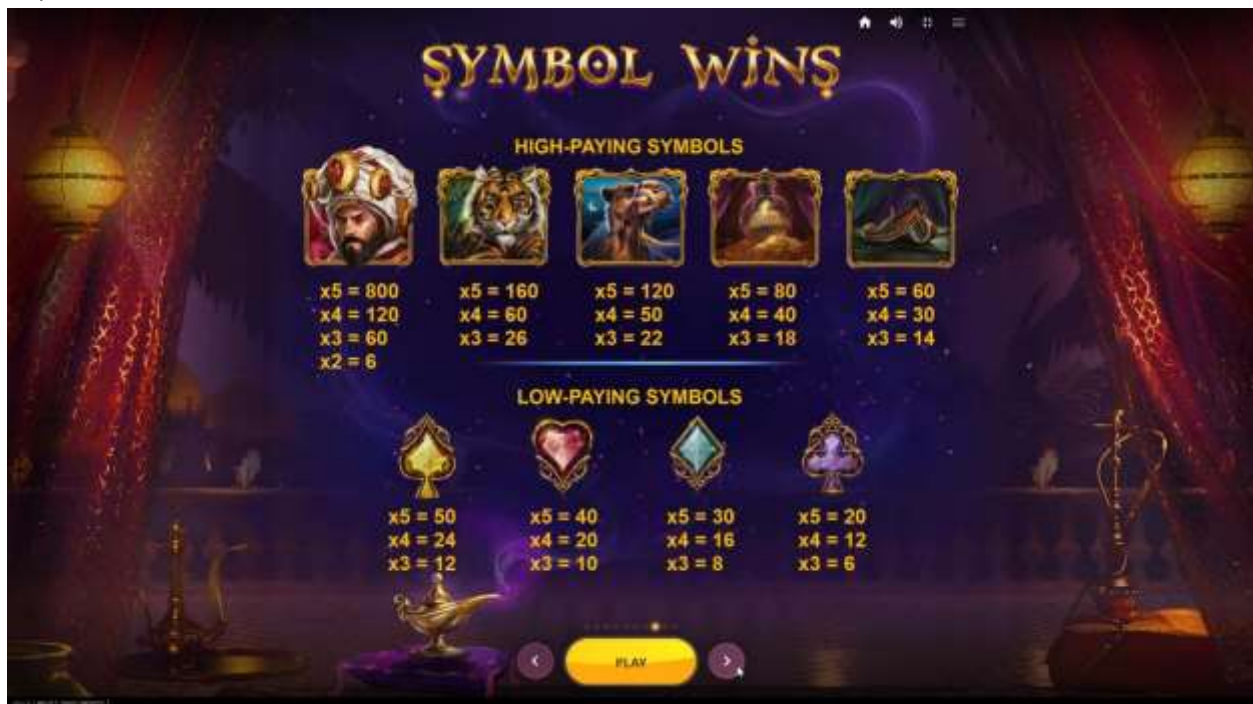 SYMBOL WINS
HIGH-PAYING SYMBOLS
x5 = 800 x5 = 160 x5 = 120 x5 = 80 x5 = 60
x4 = 120 x4 = 60 x4 = 50 x4 = 40 x4 = 30
x3 = 60 x3 = 26 x3 = 22 x3 = 18 x3 = 14
x2 = 6
LOW-PAYING SYMBOLS
x5 = 50 x5 = 40 x5 = 30 x5 = 20
x4 = 24 x4 = 20 x4 = 16 x4 = 12
x3 = 12 x3 = 10 x3 = 8 x3 = 6
PLAY